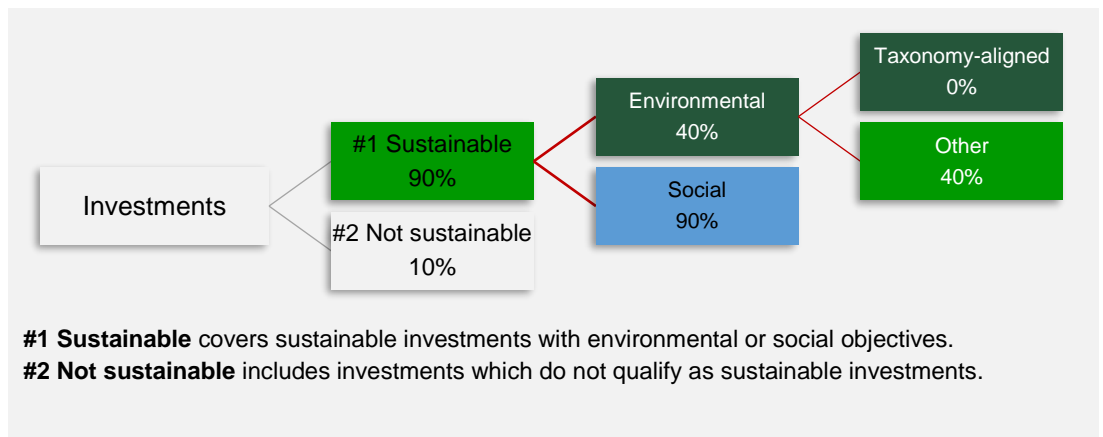 Investments
#1 Sustainable
90%
#2 Not sustainable
10%
Environmental
40%
Social
90%
Taxonomy-aligned
0%
Other
40%
#1 Sustainable covers sustainable investments with environmental or social objectives.
#2 Not sustainable includes investments which do not qualify as sustainable investments.